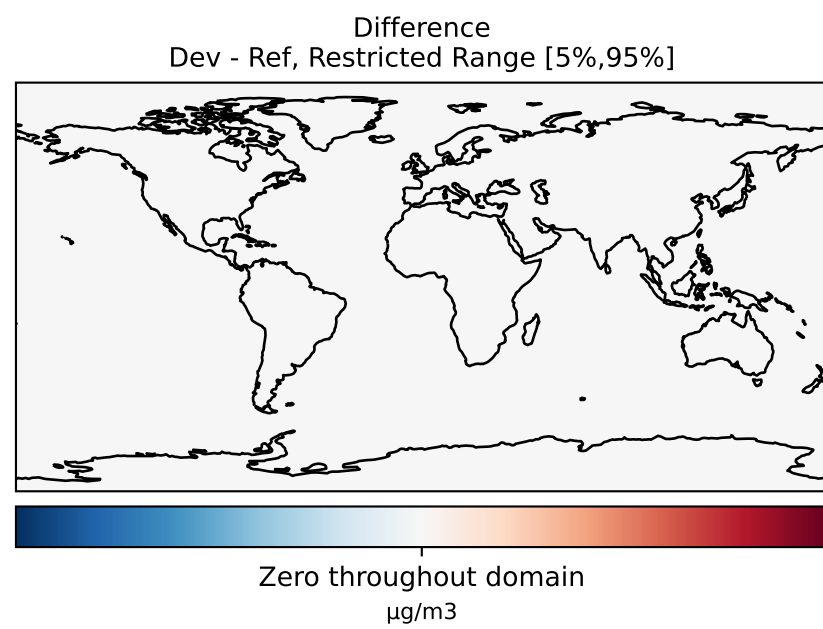 Difference
Dev - Ref, Restricted Range [5%,95%]
Zero throughout domain
μg/m3